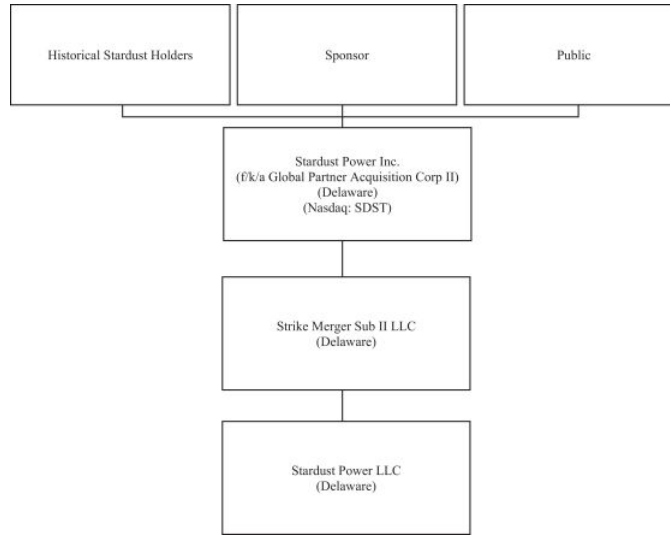 Historical Stardust Holders
Sponsor
Public
Stardust Power Inc.
(f/k/a Global Partner Acquisition Corp II)
(Delaware)
(Nasdaq: SDST)
Strike Merger Sub II LLC
(Delaware)
Stardust Power LLC
(Delaware)